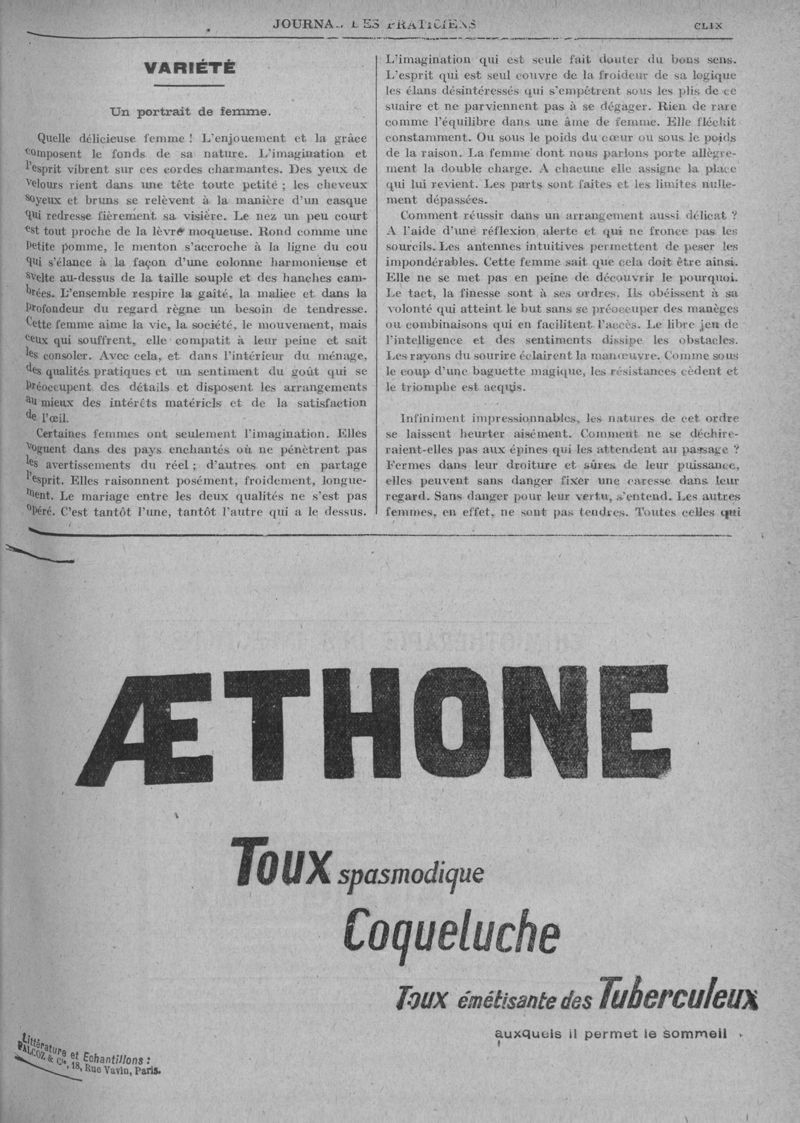 JOURNAL DES PRATICIENS
CLIX
VARIÉTÉ
Un portrait de femme.
Quelle délicieuse femme ! L'enjouement et la grâce
composent le fonds de sa nature. L'imagination et
l'esprit vibrent sur ces cordes charmantes. Des yeux de
velours rient dans une tête toute petite ; les cheveux
soyeux et bruns se relèvent à la manière d'un casque
qui redresse fièrement sa visière. Le nez un peu court
est tout proche de la lèvre moqueuse. Rond comme une
petite pomme, le menton s'accroche à la ligne du cou
qui s'élance à la façon d'une colonne harmonieuse et
svelte au-dessus de la taille souple et des hanches cam-
brées. L'ensemble respire la gaîté, la malice et dans la
profondeur du regard règne un besoin de tendresse.
Cette femme aime la vie, la société, le mouvement, mais
ceux qui souffrent, elle compatit à leur peine et sait
les consoler. Avec cela, et dans l'intérieur du ménage,
des qualités pratiques et un sentiment du goût qui se
préoccupent des détails et disposent les arrangements
au mieux des intérêts matériels et de la satisfaction
de l'œil.
Certaines femmes ont seulement l'imagination. Elles
voguent dans des pays enchantés où ne pénètrent pas
les avertissements du réel ; d'autres ont en partage
l'esprit. Elles raisonnent posément, froidement, longue-
ment. Le mariage entre les deux qualités ne s'est pas
opéré. C'est tantôt l'une, tantôt l'autre qui a le dessus.
L'imagination qui est seule fait douter du bons sens.
L'esprit qui est seul couvre de la froideur de sa logique
les élans désintéressés qui s'empêtrent sous les plis de ce
suaire et ne parviennent pas à se dégager. Rien de rare
comme l'équilibre dans une âme de femme. Elle fléchit
constamment. Ou sous le poids du cœur ou sous le poids
de la raison. La femme dont nous parlons porte allègre-
ment la double charge. A chacune elle assigne la place
qui lui revient. Les parts sont faites et les limites nulle-
ment dépassées.
Comment réussir dans un arrangement aussi délicat ?
A l'aide d'une réflexion alerte et qui ne fronce pas les
sourcils. Les antennes intuitives permettent de peser les
impondérables. Cette femme sait que cela doit être ainsi.
Elle ne se met pas en peine de découvrir le pourquoi.
Le tact, la finesse sont à ses ordres. Ils obéissent à sa
volonté qui atteint le but sans se préoccuper des manèges
ou combinaisons qui en facilitent l'accès. Le libre jeu de
l'intelligence et des sentiments dissipe les obstacles.
Les rayons du sourire éclairent la manœuvre. Comme sous
le coup d'une baguette magique, les résistances cèdent et
le triomphe est acquis.
Infiniment impressionnables, les natures de cet ordre
se laissent heurter aisément. Comment ne se déchire-
raient-elles pas aux épines qui les attendent au passage ?
Fermes dans leur droiture et sûres de leur puissance,
elles peuvent sans danger fixer une caresse dans leur
regard. Sans danger pour leur vertu, s'entend. Les autres
femmes, en effet, ne sont pas tendres. Toutes celles qui
ÆTHONE
Toux spasmodique
Coqueluche
Toux émétisante des Tuberculeux
auxquels il permet le sommeil
Littérature et Echantillons :
FALCOZ & Cie, 18, Rue Vavin, Paris.